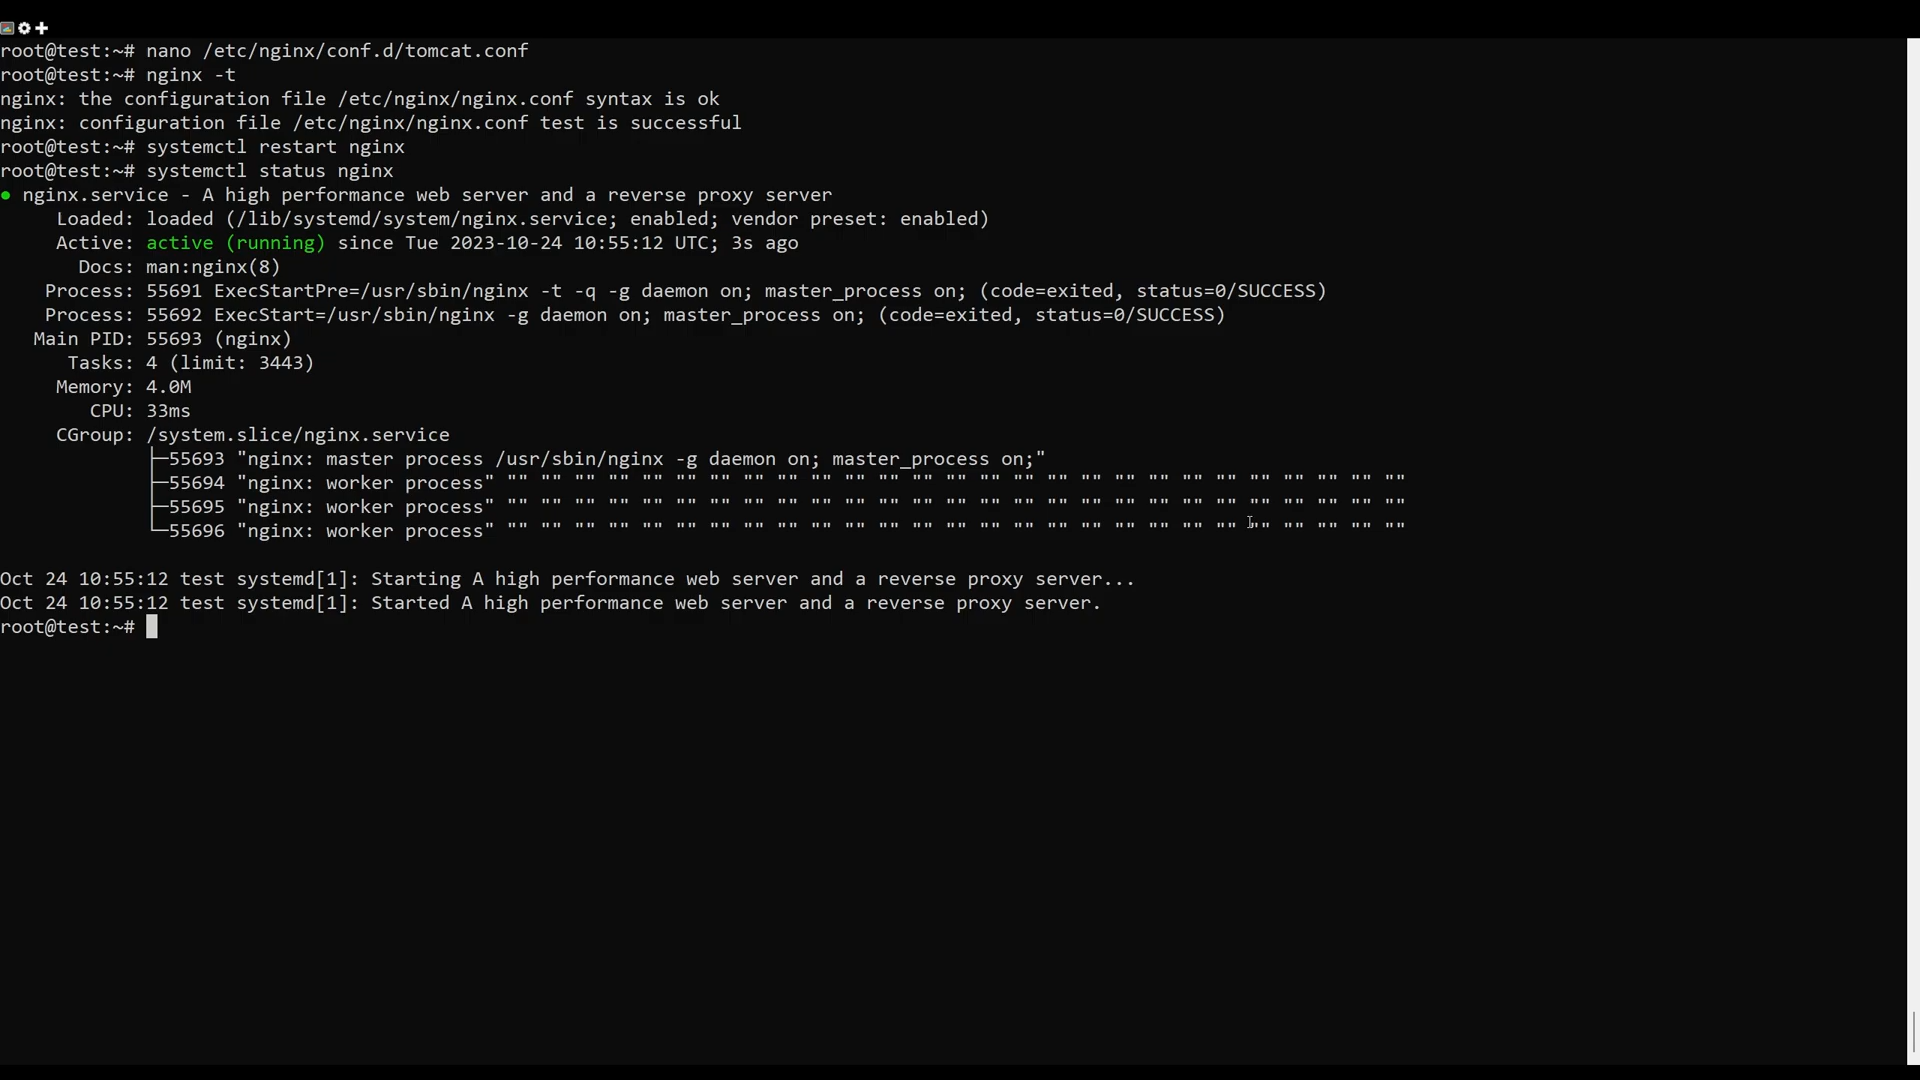 root@test:~# nano /etc/nginx/conf.d/tomcat.conf
root@test:~# nginx -t
nginx: the configuration file /etc/nginx/nginx.conf syntax is ok
nginx: configuration file /etc/nginx/nginx.conf test is successful
root@test:~# systemctl restart nginx
root@test:~# systemctl status nginx
● nginx.service - A high performance web server and a reverse proxy server
     Loaded: loaded (/lib/systemd/system/nginx.service; enabled; vendor preset: enabled)
     Active: active (running) since Tue 2023-10-24 10:55:12 UTC; 3s ago
       Docs: man:nginx(8)
    Process: 55691 ExecStartPre=/usr/sbin/nginx -t -q -g daemon on; master_process on; (code=exited, status=0/SUCCESS)
    Process: 55692 ExecStart=/usr/sbin/nginx -g daemon on; master_process on; (code=exited, status=0/SUCCESS)
   Main PID: 55693 (nginx)
      Tasks: 4 (limit: 3443)
     Memory: 4.0M
        CPU: 33ms
     CGroup: /system.slice/nginx.service
             ├─55693 "nginx: master process /usr/sbin/nginx -g daemon on; master_process on;"
             ├─55694 "nginx: worker process" "" "" "" "" "" "" "" "" "" "" "" "" "" "" "" "" "" "" "" "" "" "" "" "" "" "" ""
             ├─55695 "nginx: worker process" "" "" "" "" "" "" "" "" "" "" "" "" "" "" "" "" "" "" "" "" "" "" "" "" "" "" ""
             └─55696 "nginx: worker process" "" "" "" "" "" "" "" "" "" "" "" "" "" "" "" "" "" "" "" "" "" "" "" "" "" "" ""
Oct 24 10:55:12 test systemd[1]: Starting A high performance web server and a reverse proxy server...
Oct 24 10:55:12 test systemd[1]: Started A high performance web server and a reverse proxy server.
root@test:~#